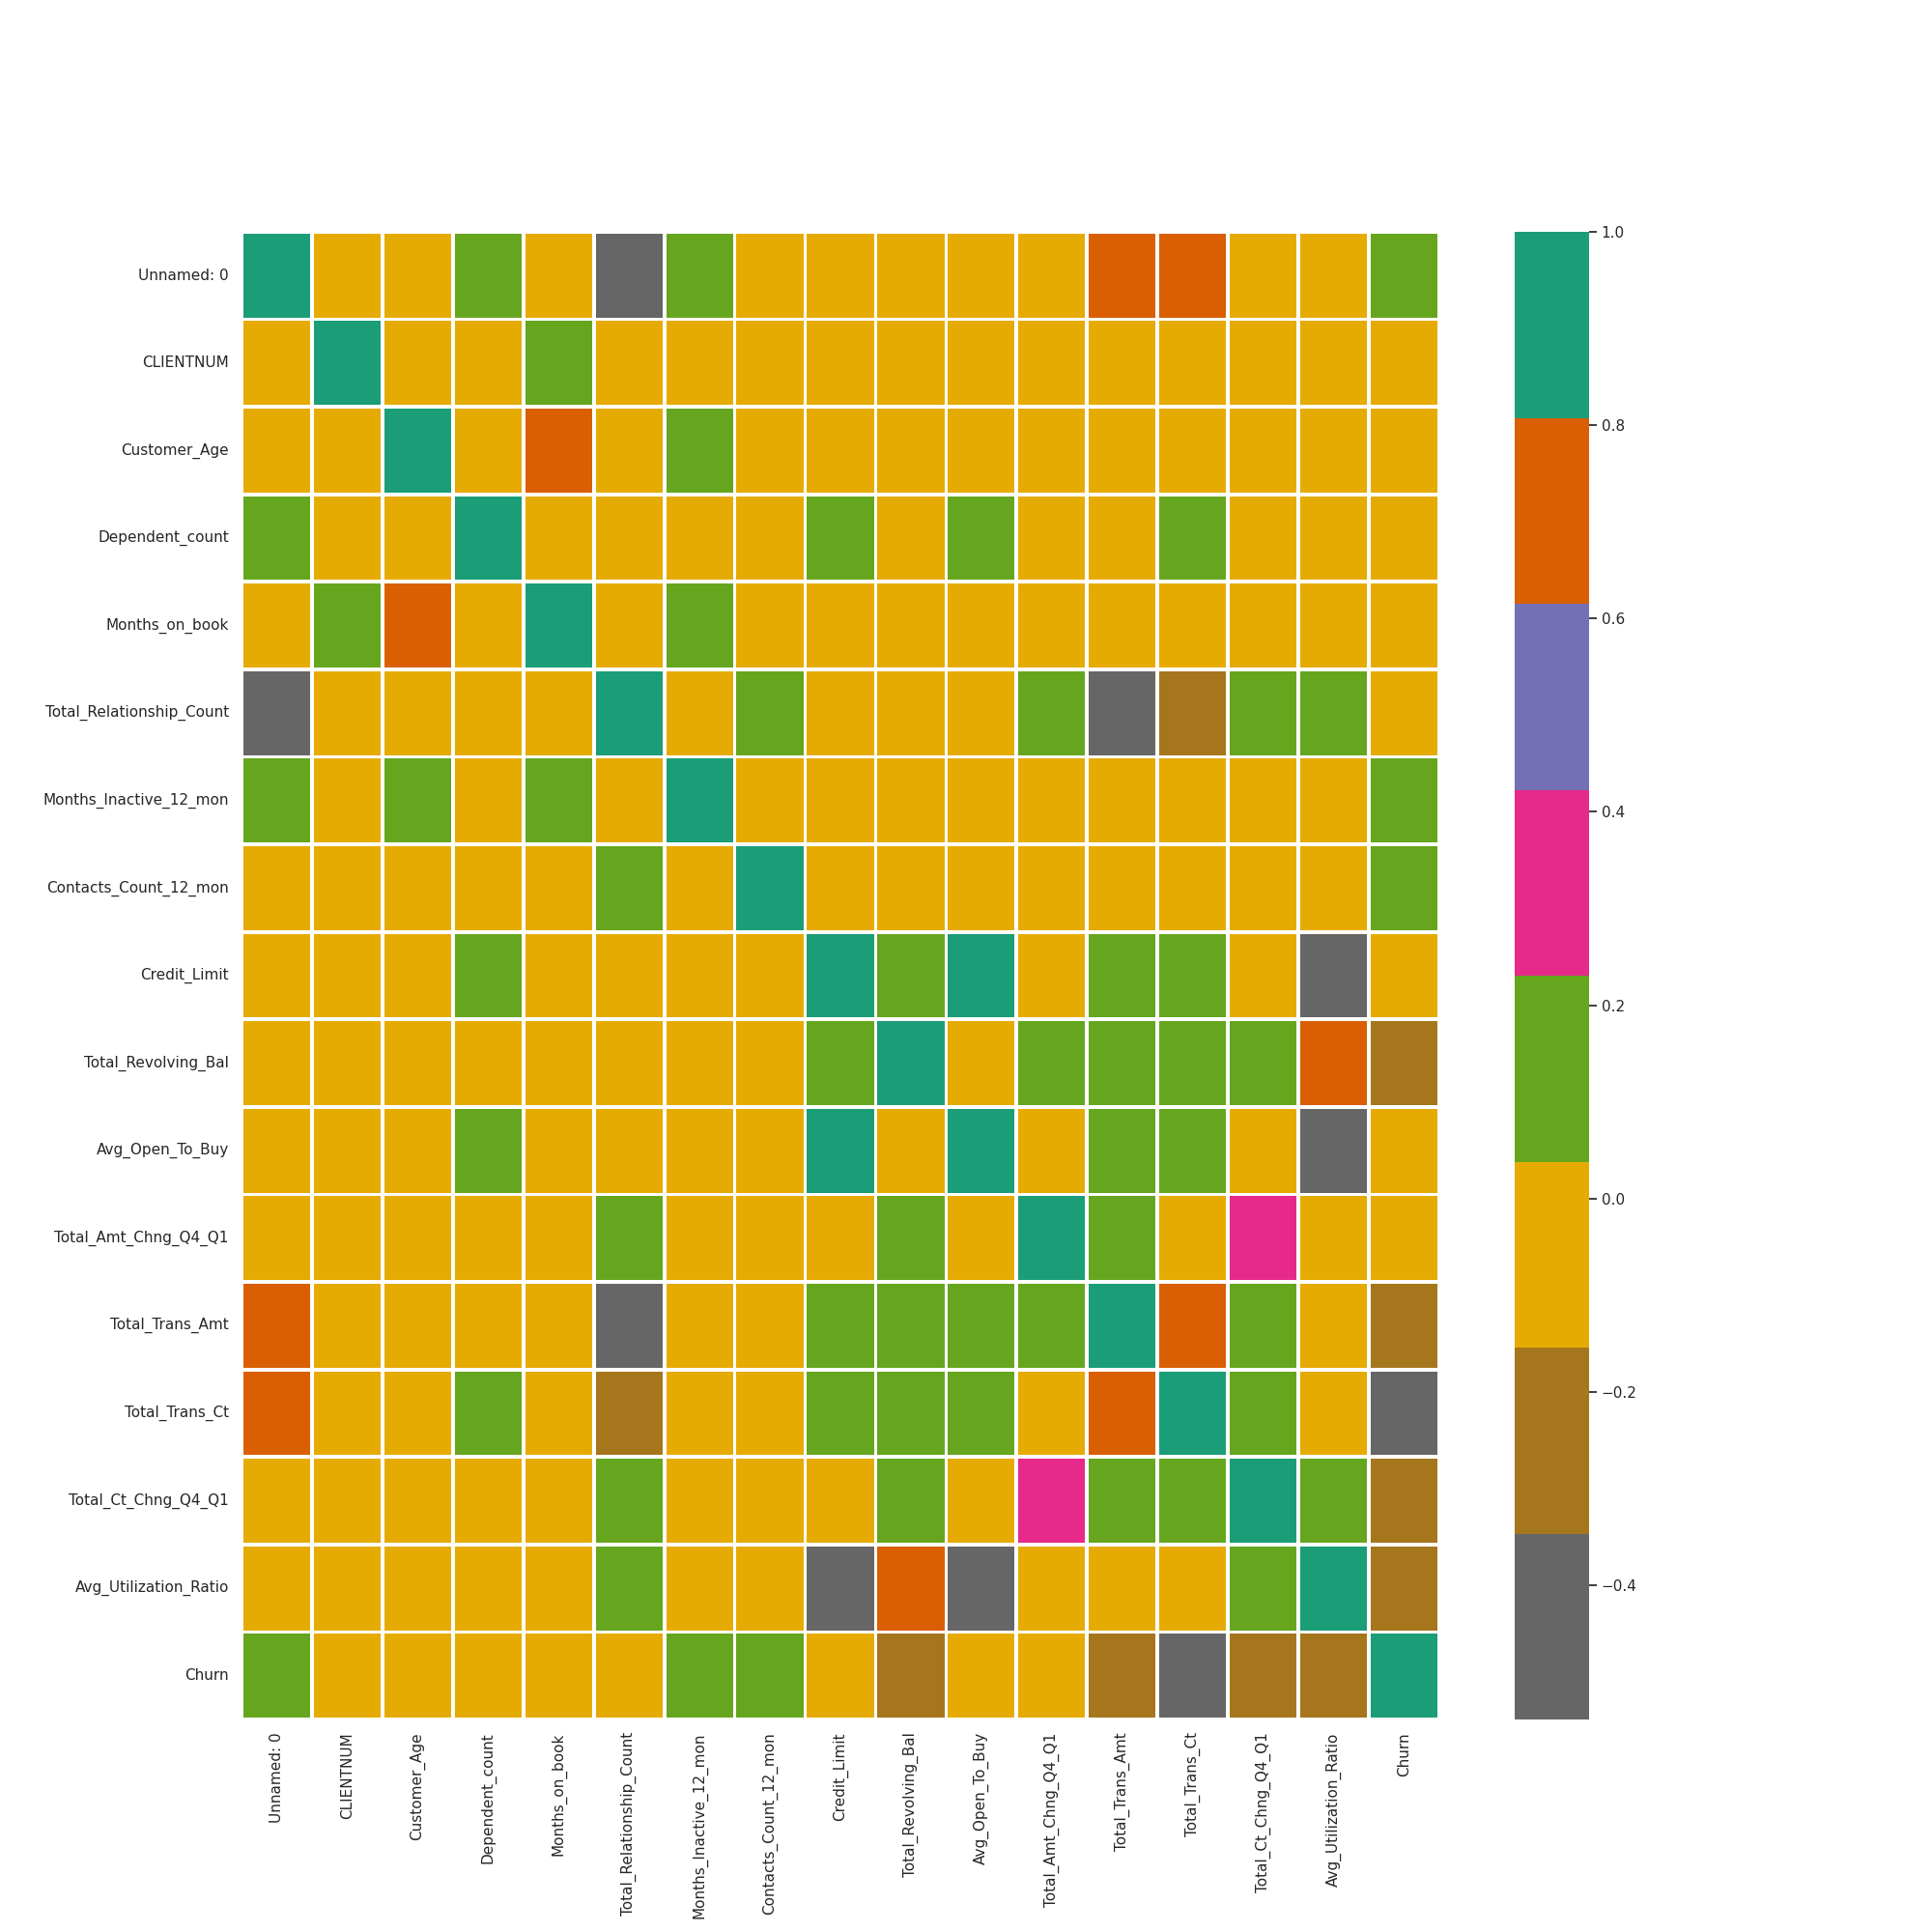 Unnamed: 0
CLIENTNUM
Customer_Age
Dependent_count
Months_on_book
Total_Relationship_Count
Months_Inactive_12_mon
Contacts_Count_12_mon
Credit_Limit
Total_Revolving_Bal
Avg_Open_To_Buy
Total_Amt_Chng_Q4_Q1
Total_Trans_Amt
Total_Trans_Ct
Total_Ct_Chng_Q4_Q1
Avg_Utilization_Ratio
Churn
Unnamed: 0
CLIENTNUM
Customer_Age
Dependent_count
Months_on_book
Total_Relationship_Count
Months_Inactive_12_mon
Contacts_Count_12_mon
Credit_Limit
Total_Revolving_Bal
Avg_Open_To_Buy
Total_Amt_Chng_Q4_Q1
Total_Trans_Amt
Total_Trans_Ct
Total_Ct_Chng_Q4_Q1
Avg_Utilization_Ratio
Churn
1.0
0.8
0.6
0.4
0.2
0.0
−0.2
−0.4